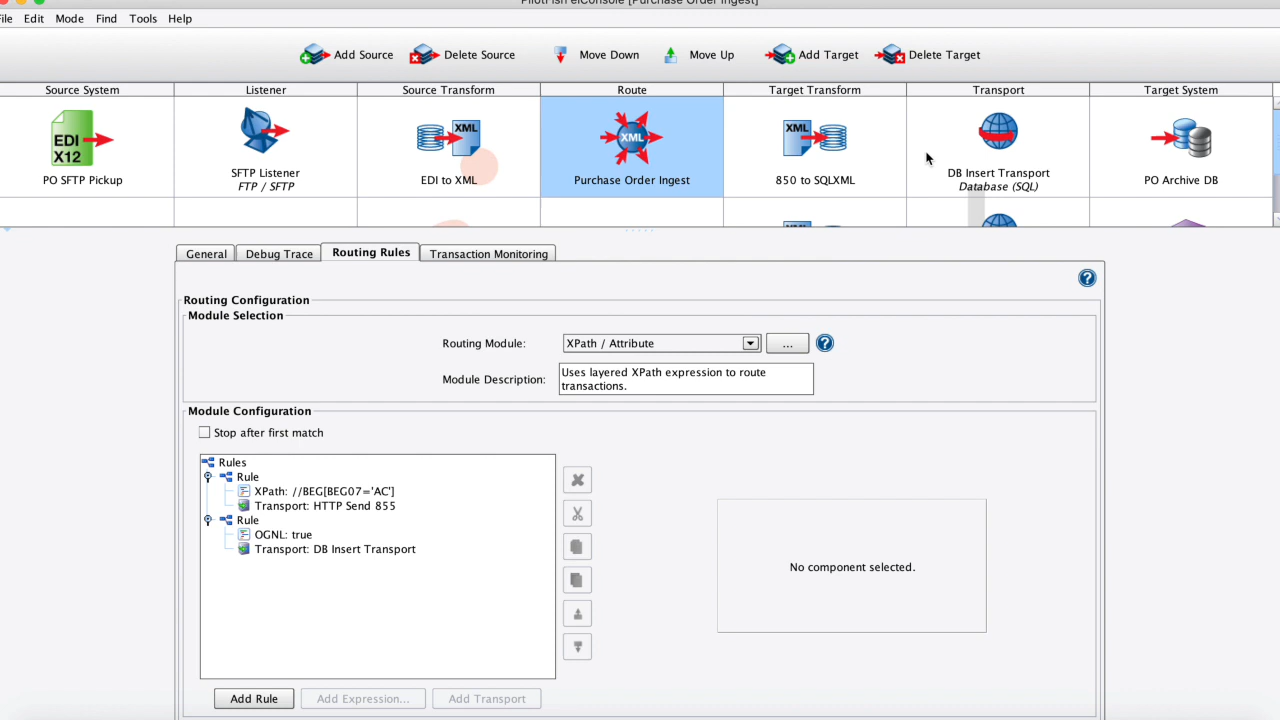 PilotFish eiConsole [Purchase Order Ingest]
File Edit Mode Find Tools Help
Add Source Delete Source Move Down Move Up Add Target Delete Target
Source System Listener Source Transform Route Target Transform Transport Target System
EDI X12 XML XML XML
PO SFTP Pickup
SFTP Listener
FTP / SFTP
EDI to XML
Purchase Order Ingest
850 to SQLXML
DB Insert Transport
Database (SQL)
PO Archive DB
General Debug Trace Routing Rules Transaction Monitoring
Routing Configuration
Module Selection
Routing Module: XPath / Attribute ...
Module Description: Uses layered XPath expression to route
transactions.
Module Configuration
Stop after first match
Rules
Rule
XPath: //BEG[BEG07='AC']
Transport: HTTP Send 855
Rule
OGNL: true
Transport: DB Insert Transport
No component selected.
Add Rule Add Expression... Add Transport